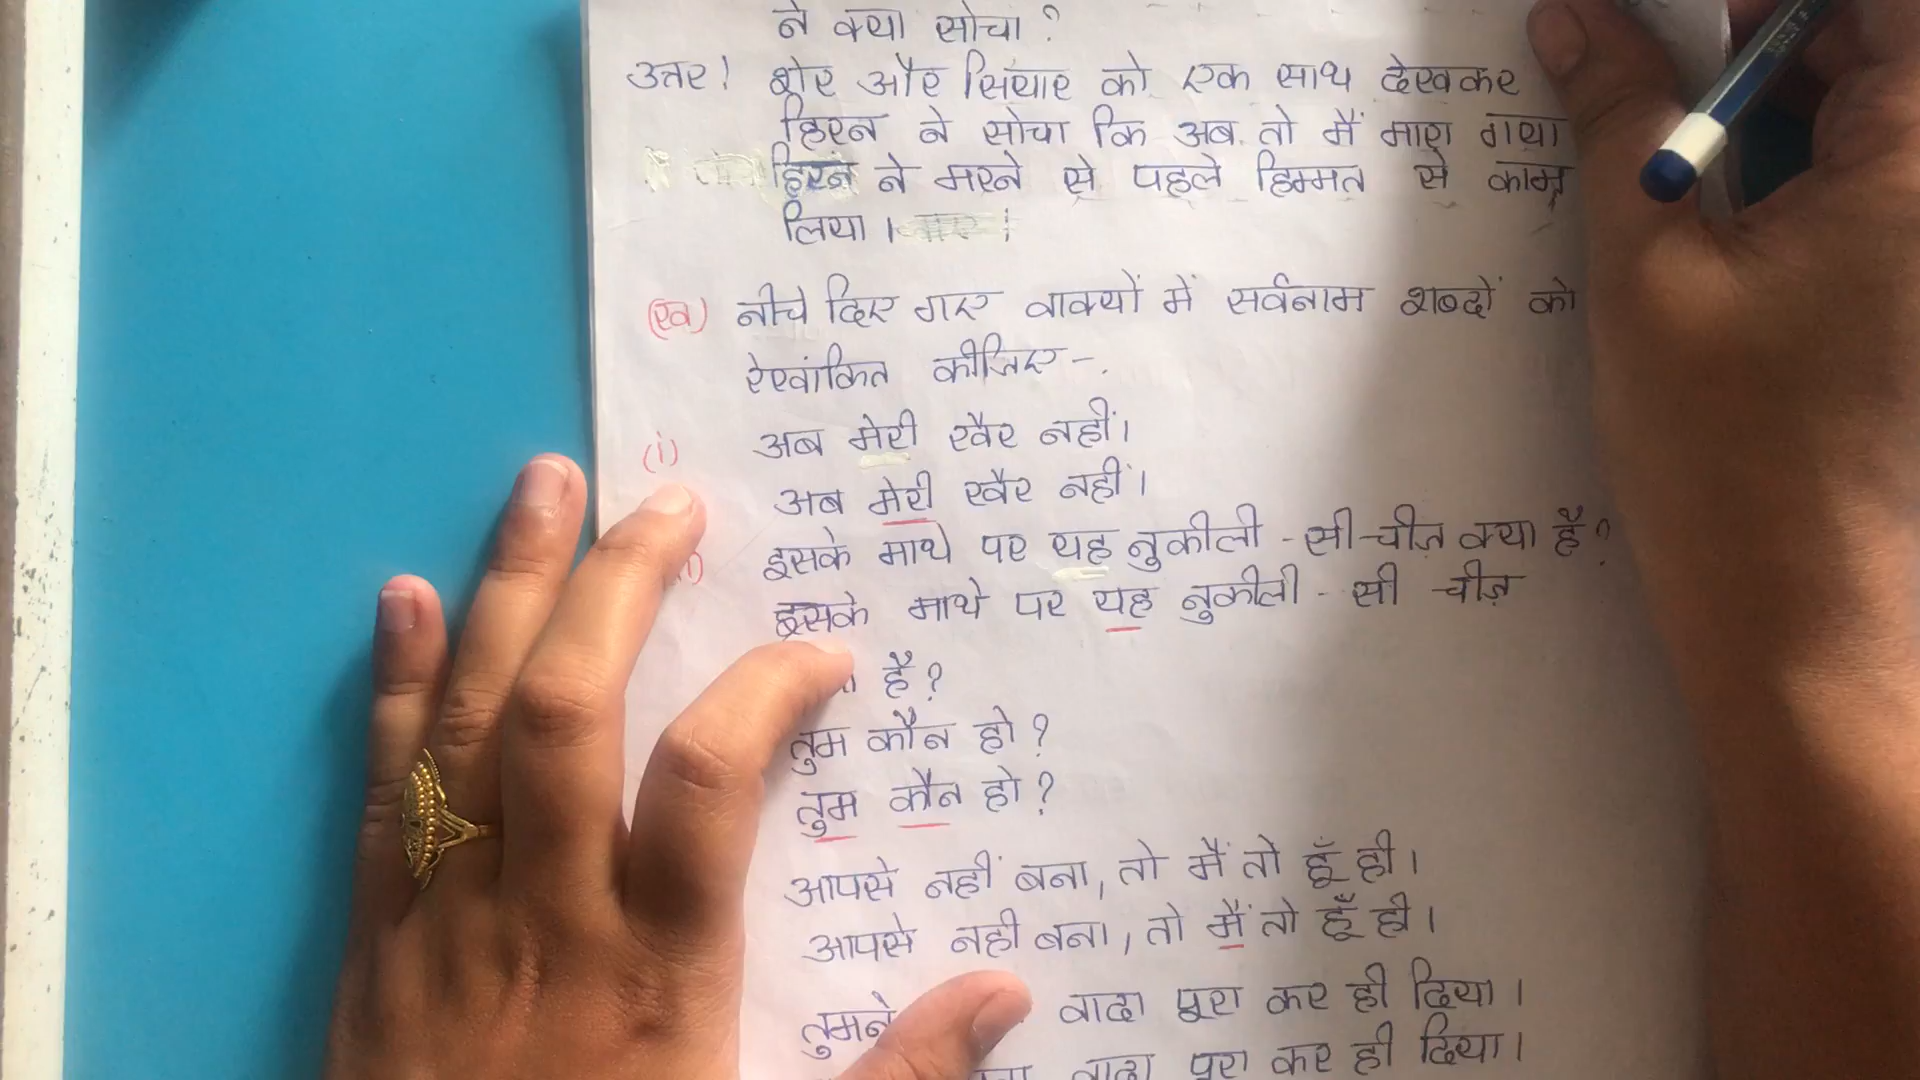 ने क्या सोचा ?
उत्तर ! शेर और सियार को एक साथ देखकर
हिरन ने सोचा कि अब तो मैं मारा गया
हिरन ने मरने से पहले हिम्मत से काम
लिया ।
(ख) नीचे दिए गए वाक्यों में सर्वनाम शब्दों को
रेखांकित कीजिए -
(i) अब मेरी खैर नहीं ।
अब मेरी खैर नहीं ।
इसके माथे पर यह नुकीली - सी-चीज़ क्या है ?
इसके माथे पर यह नुकीली - सी -चीज़
है ?
तुम कौन हो ?
तुम कौन हो ?
आपसे नहीं बना, तो मैं तो हूँ ही ।
आपसे नही बना, तो मैं तो हूँ ही ।
तुमने वादा पूरा कर ही दिया ।
वादा पूरा कर ही दिया ।